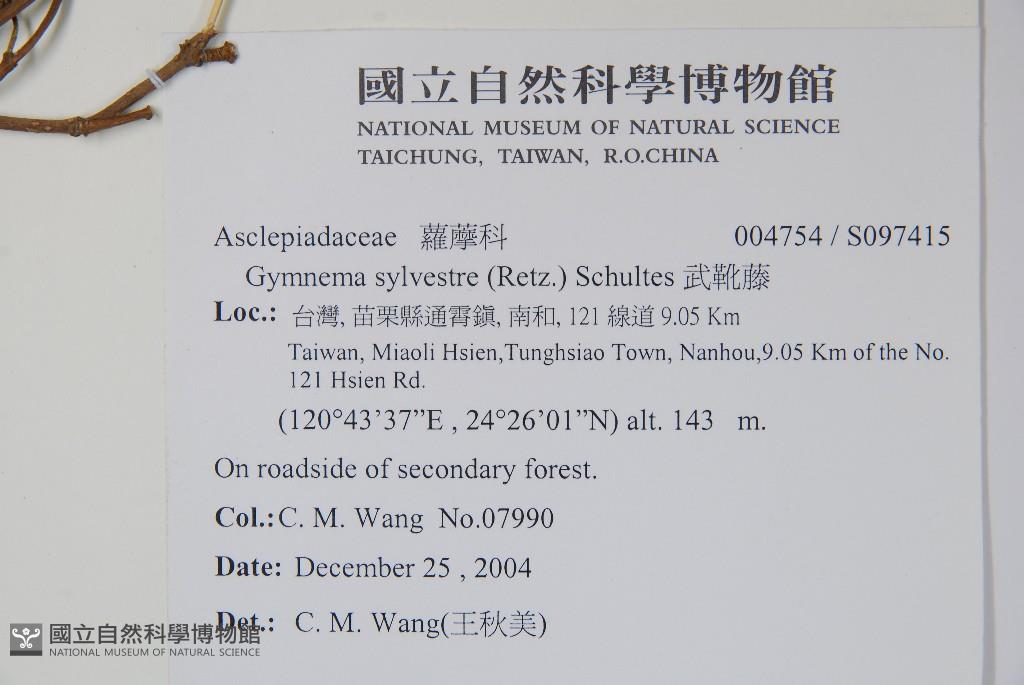 國立自然科學博物館
NATIONAL MUSEUM OF NATURAL SCIENCE
TAICHUNG, TAIWAN, R.O.CHINA
Asclepiadaceae 蘿藦科 004754 / S097415
Gymnema sylvestre (Retz.) Schultes 武靴藤
Loc.: 台灣, 苗栗縣通霄鎮, 南和, 121 線道 9.05 Km
Taiwan, Miaoli Hsien,Tunghsiao Town, Nanhou,9.05 Km of the No.
121 Hsien Rd.
(120°43’37”E , 24°26’01”N) alt. 143 m.
On roadside of secondary forest.
Col.: C. M. Wang No.07990
Date: December 25 , 2004
Det.: C. M. Wang(王秋美)
國立自然科學博物館
NATIONAL MUSEUM OF NATURAL SCIENCE